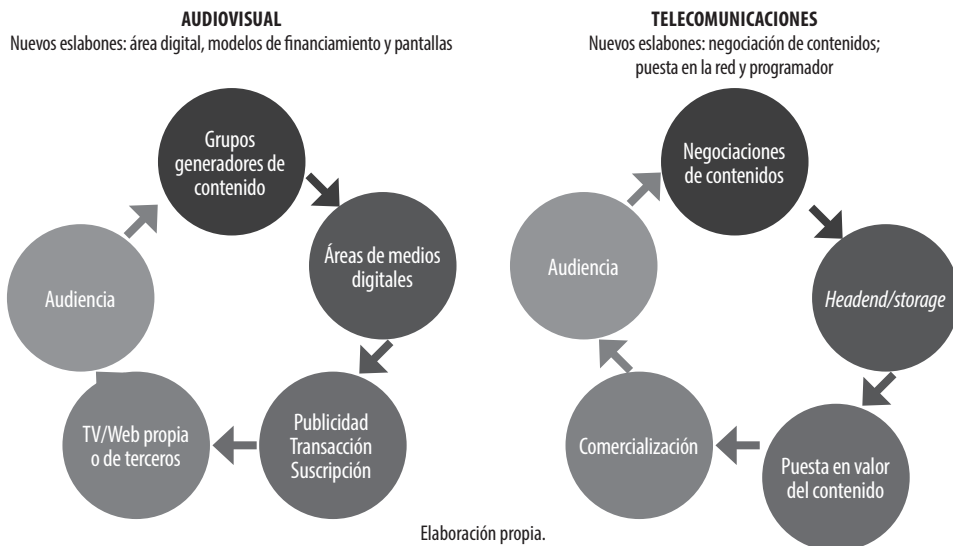 AUDIOVISUAL
Nuevos eslabones: área digital, modelos de financiamiento y pantallas
Grupos
generadores de
contenido
Áreas de medios
digitales
Publicidad
Transacción
Suscripción
TV/Web propia
o de terceros
Audiencia
TELECOMUNICACIONES
Nuevos eslabones: negociación de contenidos;
puesta en la red y programador
Negociaciones
de contenidos
Headend/storage
Puesta en valor
del contenido
Comercialización
Audiencia
Elaboración propia.